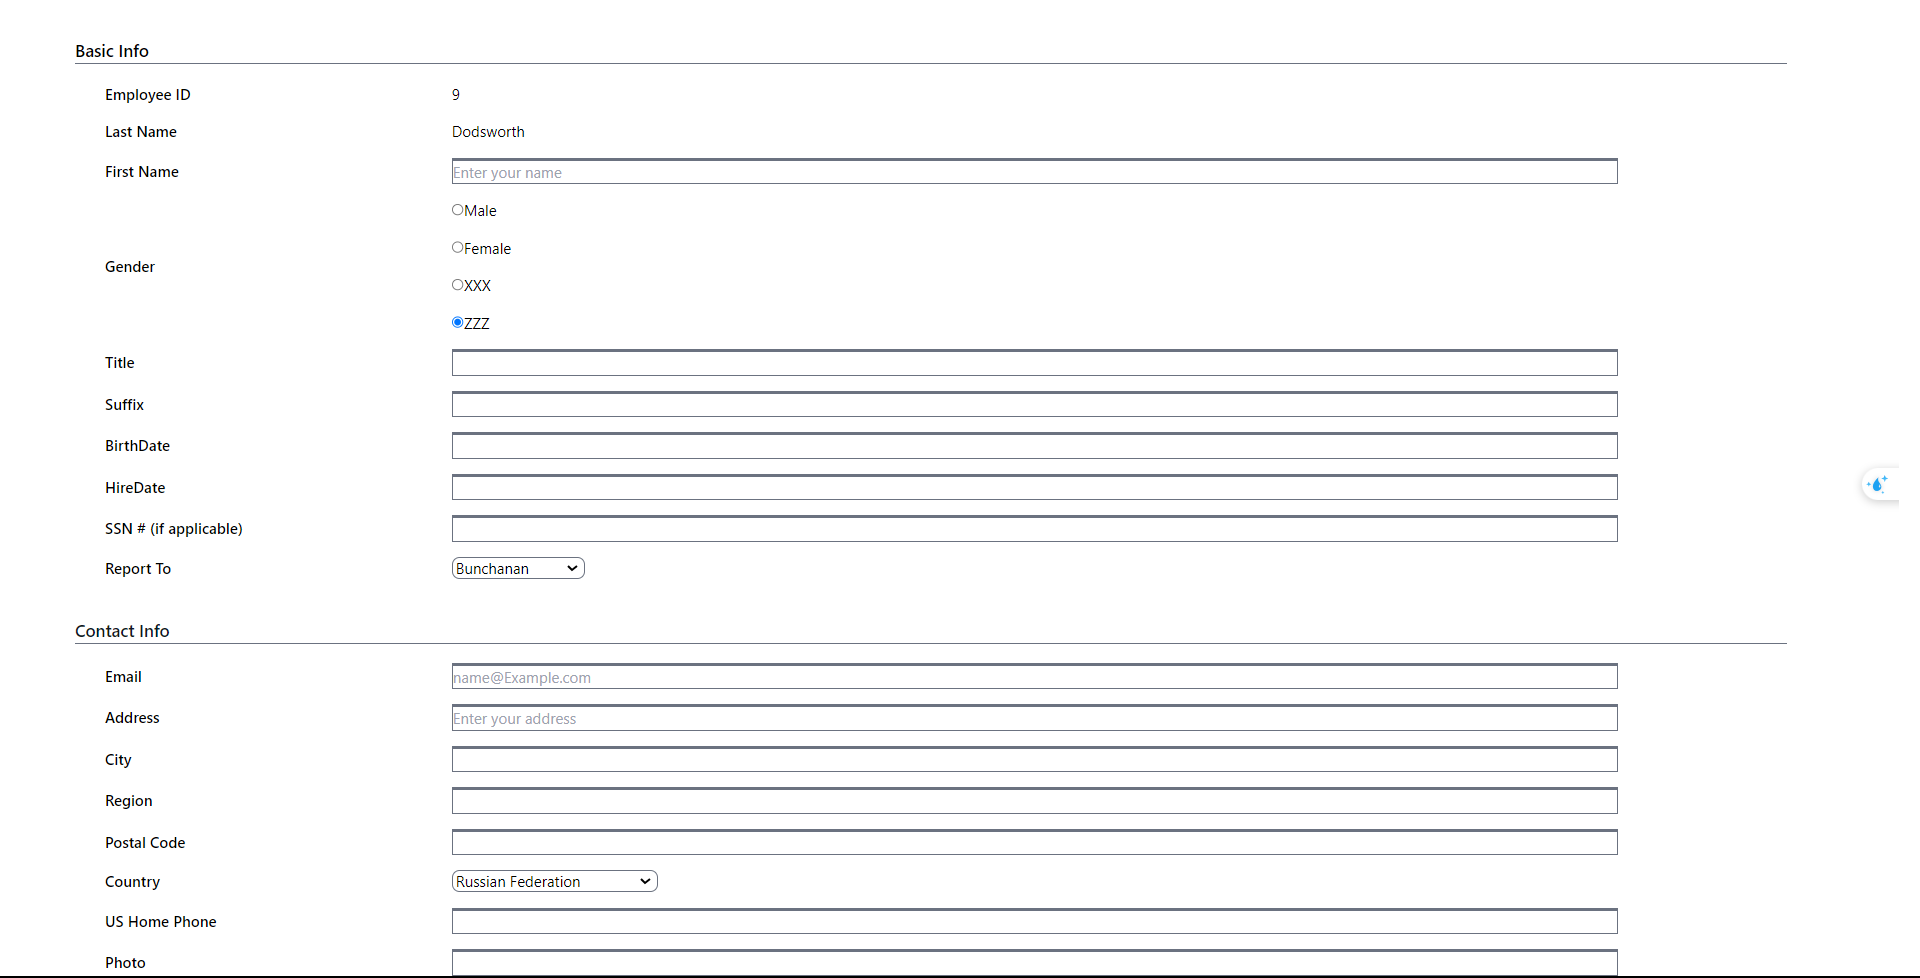 Basic Info
Employee ID 9
Last Name Dodsworth
First Name Enter your name
Male
Female
Gender
XXX
ZZZ
Title
Suffix
BirthDate
HireDate
SSN # (if applicable)
Report To Bunchanan
Contact Info
Email name@Example.com
Address Enter your address
City
Region
Postal Code
Country Russian Federation
US Home Phone
Photo